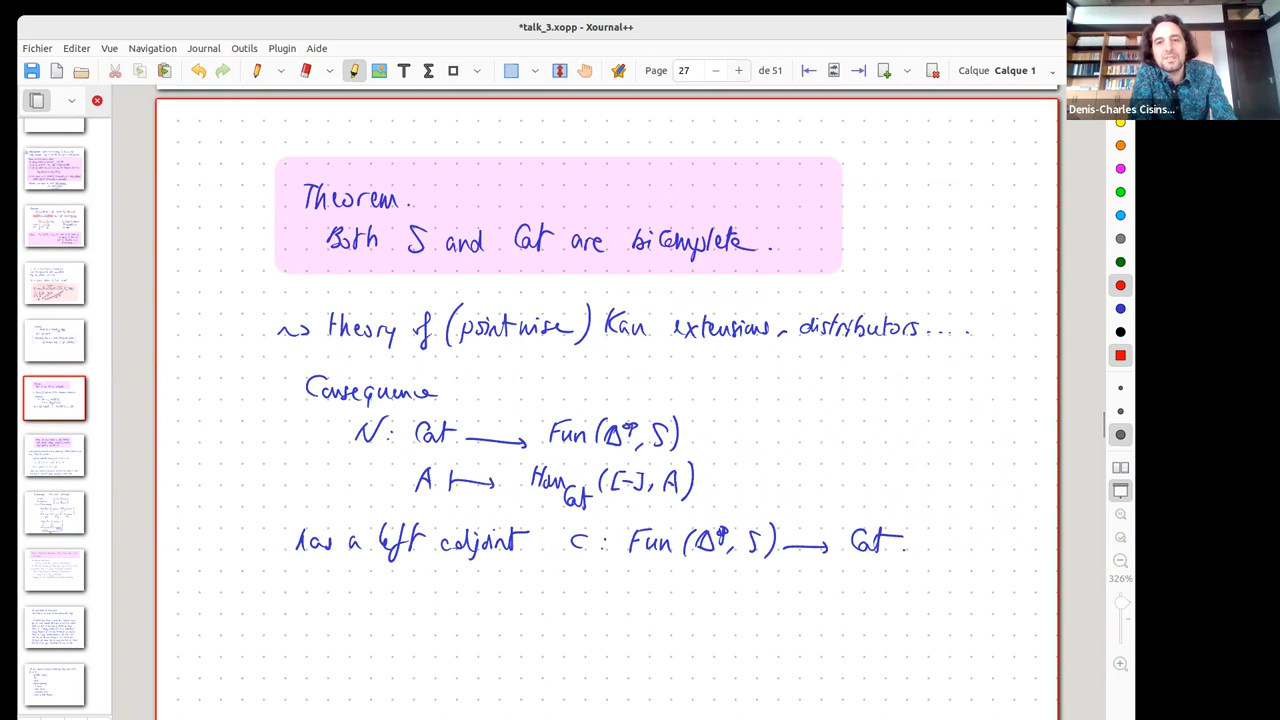 *talk_3.xopp - Xournal++
Fichier Editer Vue Navigation Journal Outils Plugin Aide
Page 27 de 51 Calque Calque 1
Denis-Charles Cisins...
Theorem.
Both S and Cat are bicomplete.
~> theory of (pointwise) Kan extensions, distributors....
Consequence
N: Cat ⟶ Fun(Δ^op, S)
A ⟼ Hom_Cat([-], A)
has a left adjoint C: Fun(Δ^op, S) ⟶ Cat.
326%